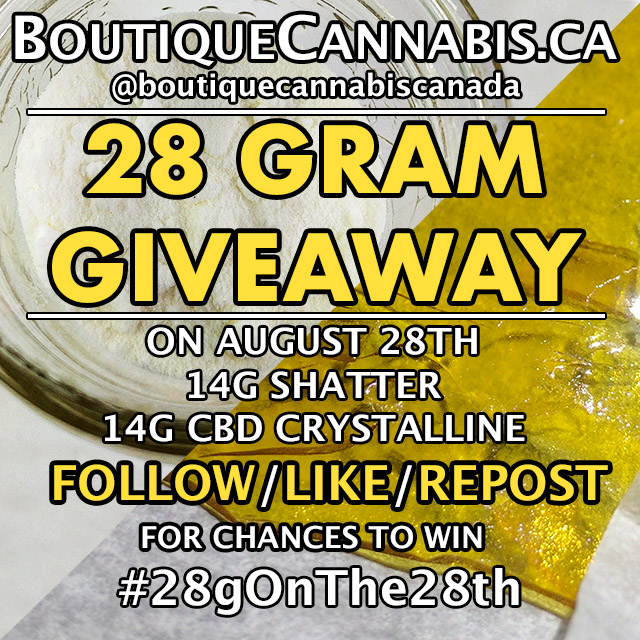 BOUTIQUECANNABIS.CA
@boutiquecannabiscanada
28 GRAM
GIVEAWAY
ON AUGUST 28TH
14G SHATTER
14G CBD CRYSTALLINE
FOLLOW/LIKE/REPOST
FOR CHANCES TO WIN
#28gOnThe28th